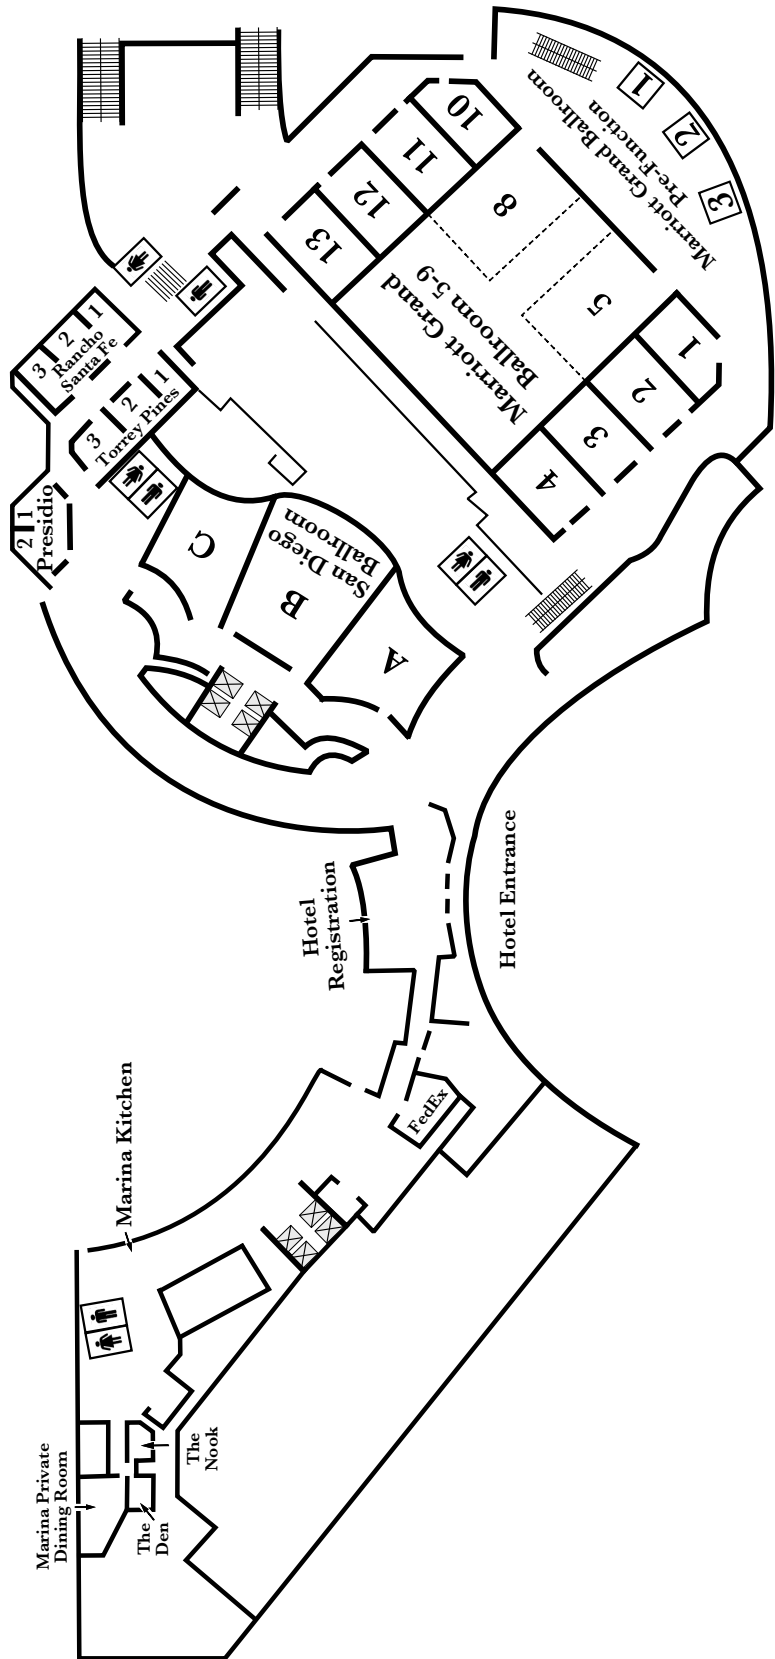 1
2
3
Marriott Grand Ballroom
Pre-Function
10
11
12
13
8
5
Marriott Grand
Ballroom 5-9
1
2
3
4
1
2
3
Rancho
Santa Fe
1
2
3
Torrey Pines
1
2
Presidio
C
San Diego
Ballroom
B
A
Hotel
Registration
Hotel Entrance
FedEx
Marina Kitchen
The
Nook
Marina Private
Dining Room
The
Den